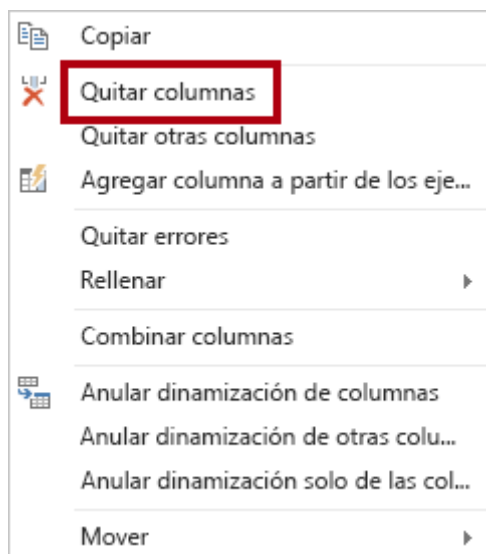 Copiar
Quitar columnas
Quitar otras columnas
Agregar columna a partir de los eje...
Quitar errores
Rellenar
Combinar columnas
Anular dinamización de columnas
Anular dinamización de otras colu...
Anular dinamización solo de las col...
Mover